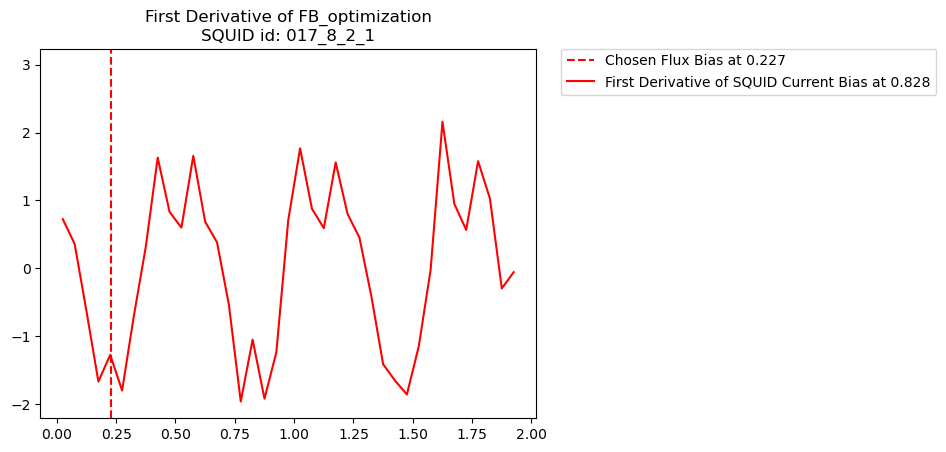 First Derivative of FB_optimization
SQUID id: 017_8_2_1
Chosen Flux Bias at 0.227
First Derivative of SQUID Current Bias at 0.828
3
2
1
0
−1
−2
0.00 0.25 0.50 0.75 1.00 1.25 1.50 1.75 2.00